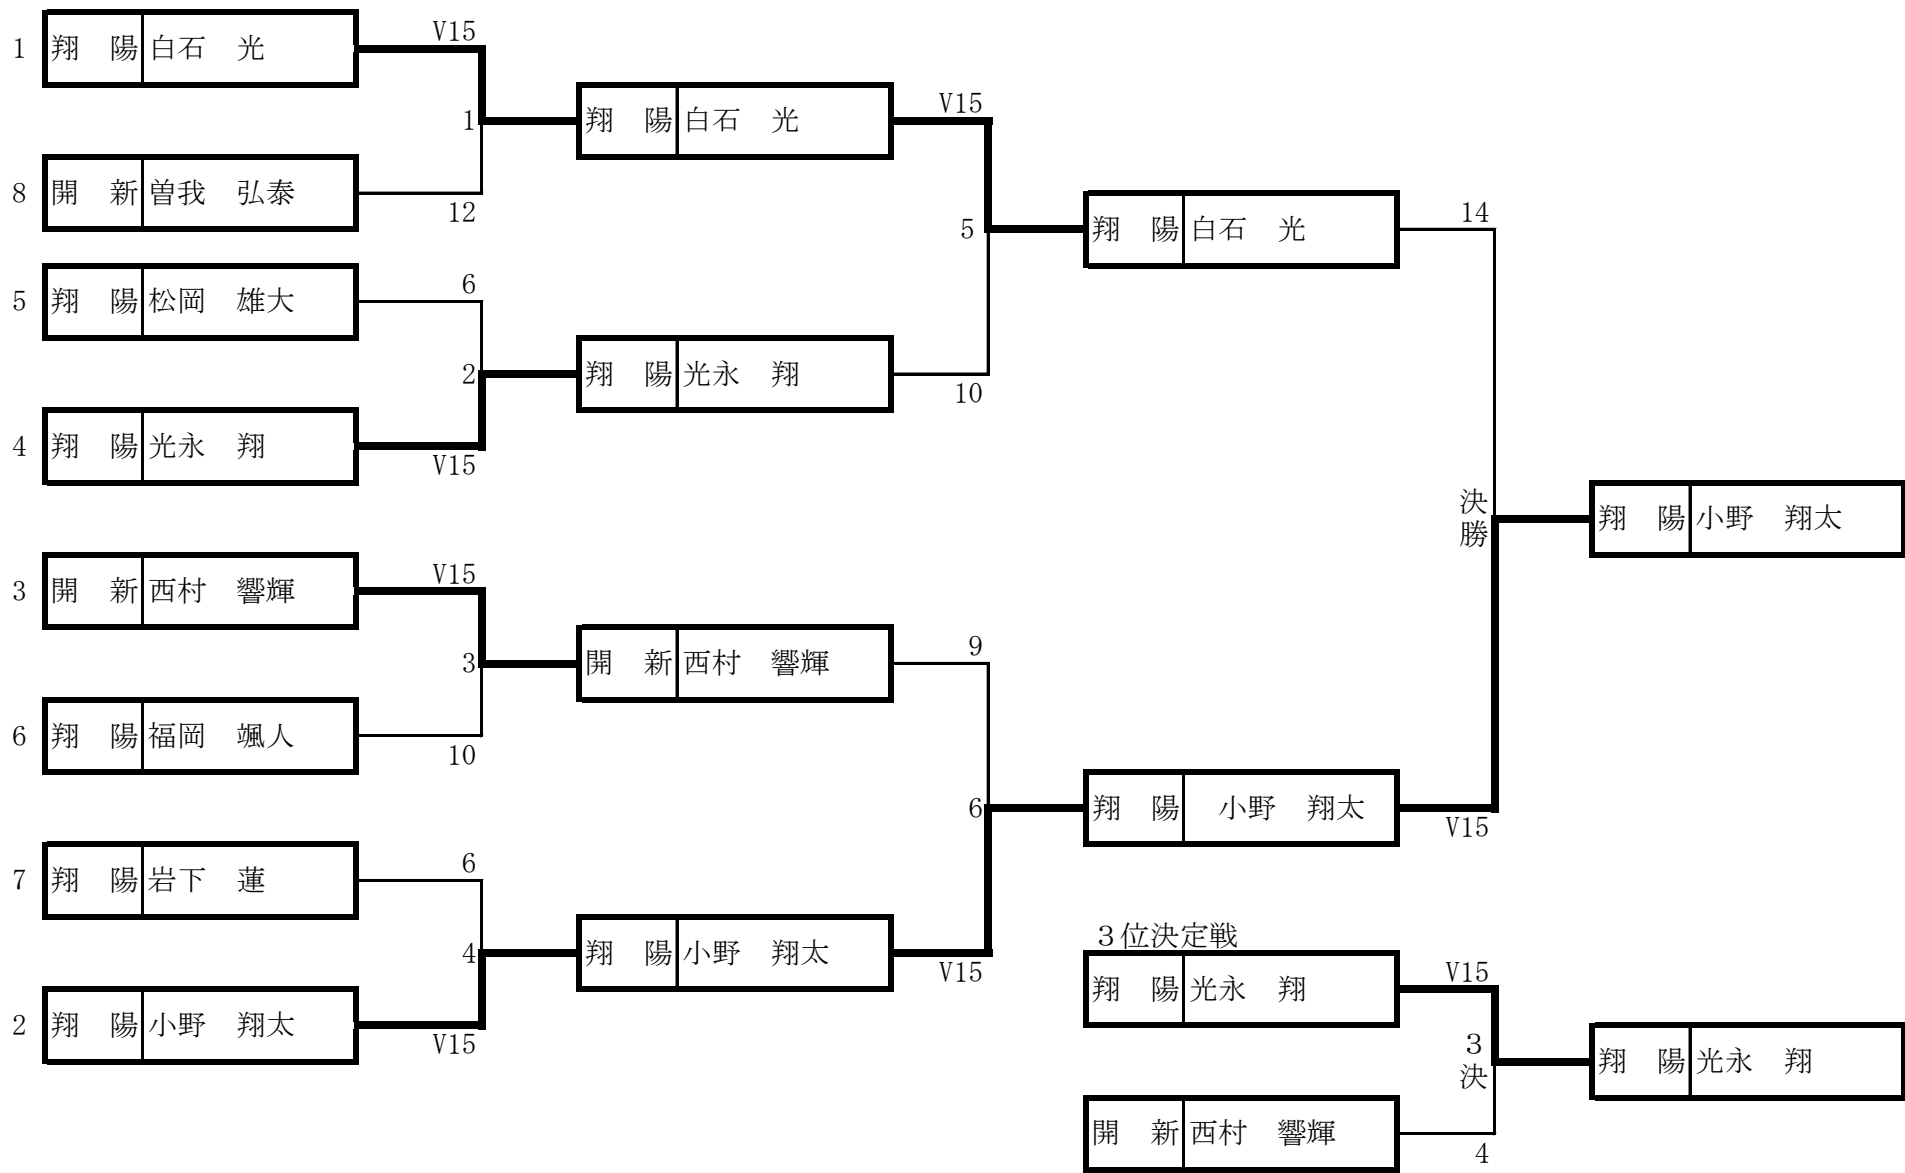 1 翔　陽 白石　光 V15
1 翔　陽 白石　光 V15
8 開　新 曽我　弘泰 12
5 翔　陽 白石　光 14
5 翔　陽 松岡　雄大 6
2 翔　陽 光永　翔 10
4 翔　陽 光永　翔 V15
決勝 翔　陽 小野　翔太
3 開　新 西村　響輝 V15
3 開　新 西村　響輝 9
6 翔　陽 福岡　颯人 10
6 翔　陽 小野　翔太 V15
7 翔　陽 岩下　蓮 6
4 翔　陽 小野　翔太 V15
2 翔　陽 小野　翔太 V15
３位決定戦
翔　陽 光永　翔 V15
３決 翔　陽 光永　翔
開　新 西村　響輝 4